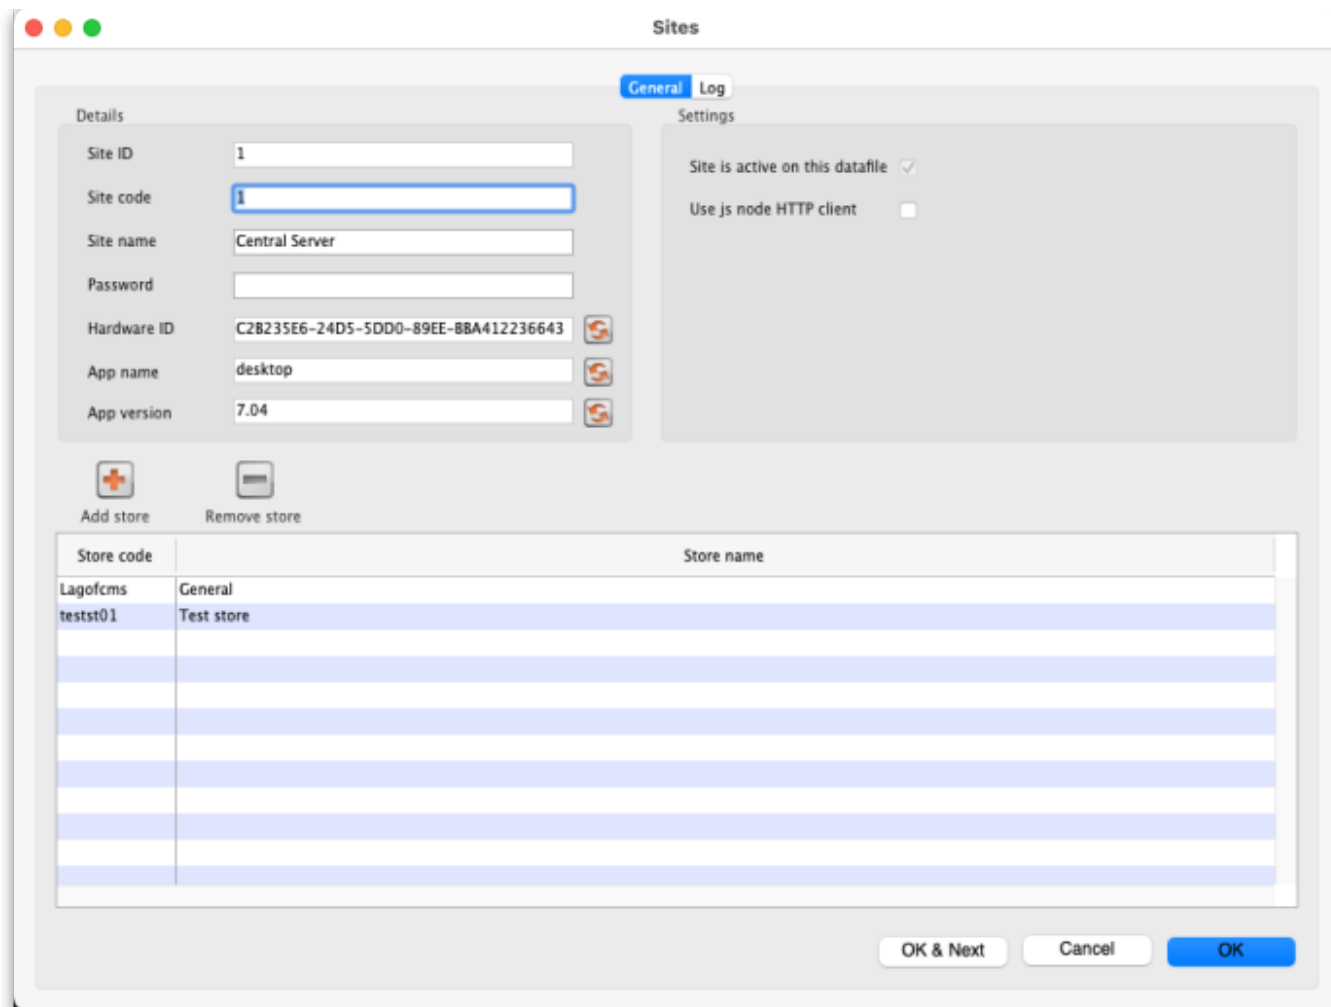 Sites
General Log
Details
Site ID 1
Site code 1
Site name Central Server
Password
Hardware ID C2B235E6-24D5-5DD0-89EE-BBA412236643
App name desktop
App version 7.04
Settings
Site is active on this datafile
Use js node HTTP client
Add store Remove store
Store code Store name
Lagofcms General
testst01 Test store
OK & Next Cancel OK